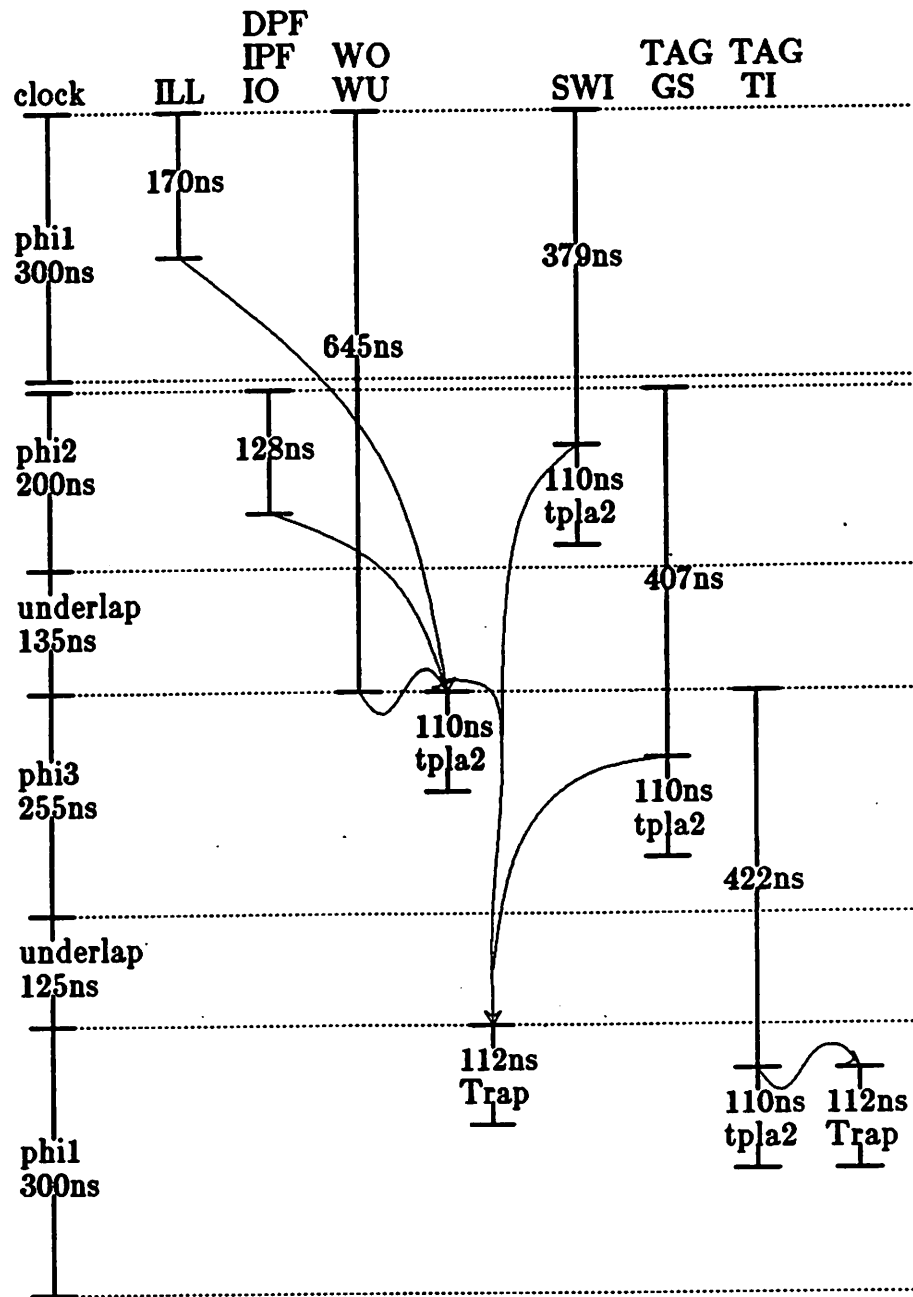 DPF
IPF WO TAG TAG
clock ILL IO WU SWI GS TI
170ns
phi1
300ns
379ns
645ns
128ns
phi2
200ns
110ns
tpla2
407ns
underlap
135ns
110ns
tpla2
phi3
255ns
110ns
tpla2
422ns
underlap
125ns
112ns
Trap
110ns 112ns
tpla2 Trap
phi1
300ns